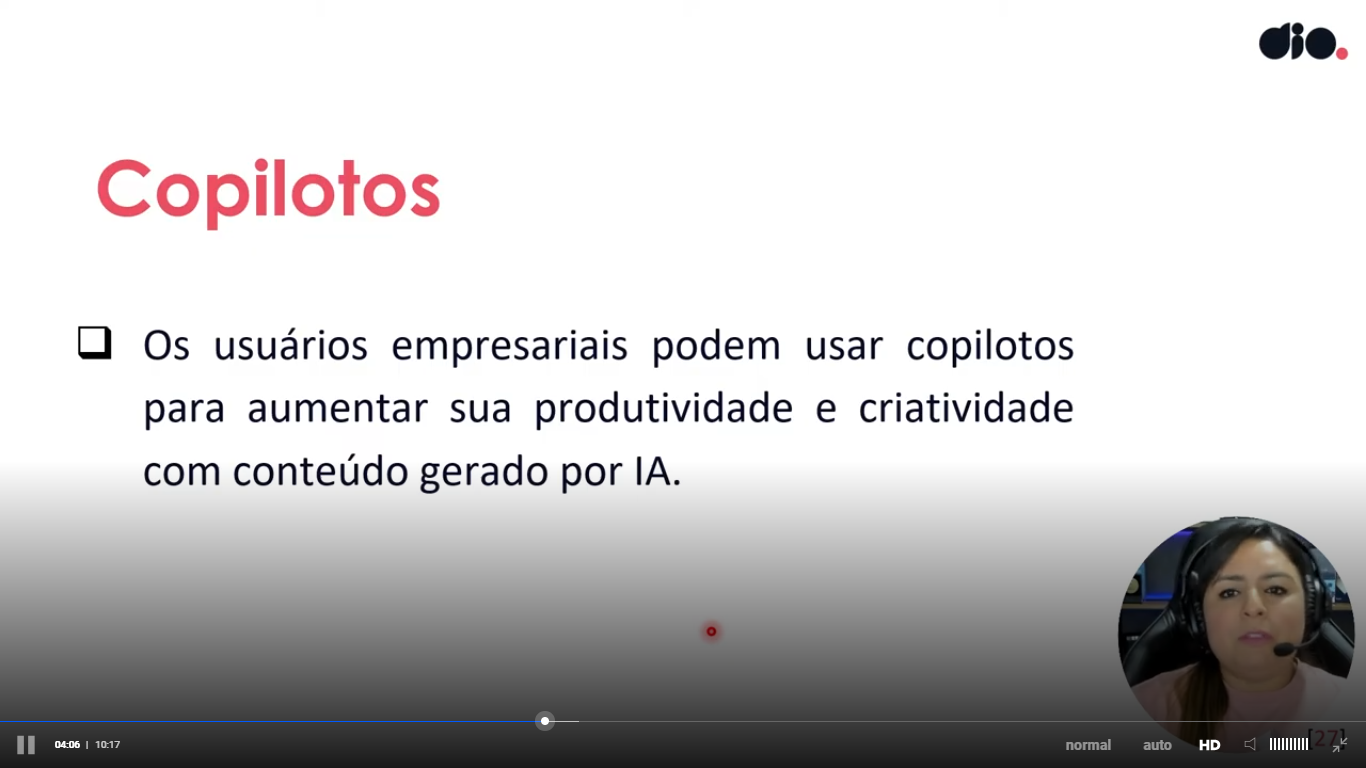 dio.
Copilotos
Os usuários empresariais podem usar copilotos
para aumentar sua produtividade e criatividade
com conteúdo gerado por IA.
04:06 | 10:17
normal auto HD
[27]